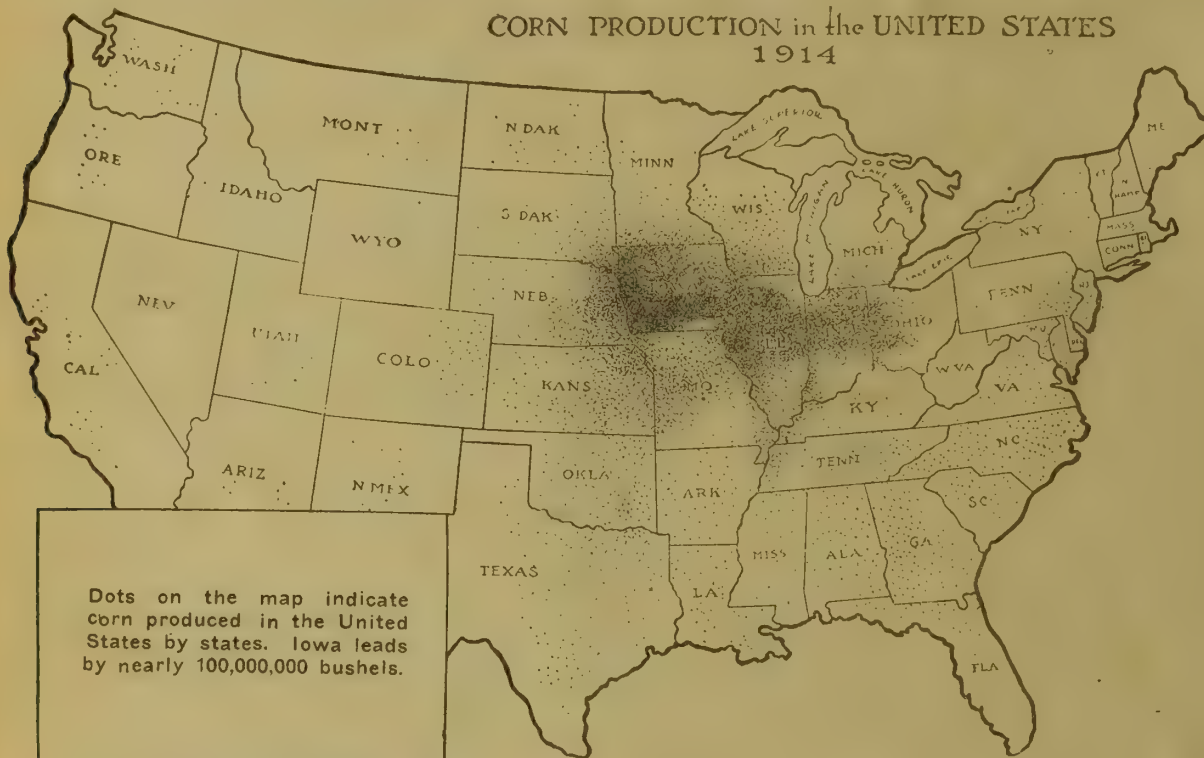 CORN PRODUCTION in the UNITED STATES
1914
WASH
MONT
N DAK
MINN
LAKE SUPERIOR
ME
ORE
IDAHO
S DAK
WIS
LAKE HURON
MICH
VT
N
HAMP
MASS
CONN
NY
WYO
LAKE ERIE
NEV
UTAH
COLO
NEB
ILL
OHIO
PENN
NJ
CAL
KANS
MO
KY
W VA
VA
ARIZ
N MEX
OKLA
ARK
TENN
NC
SC
TEXAS
LA
MISS
ALA
GA
FLA
Dots on the map indicate
corn produced in the United
States by states. Iowa leads
by nearly 100,000,000 bushels.